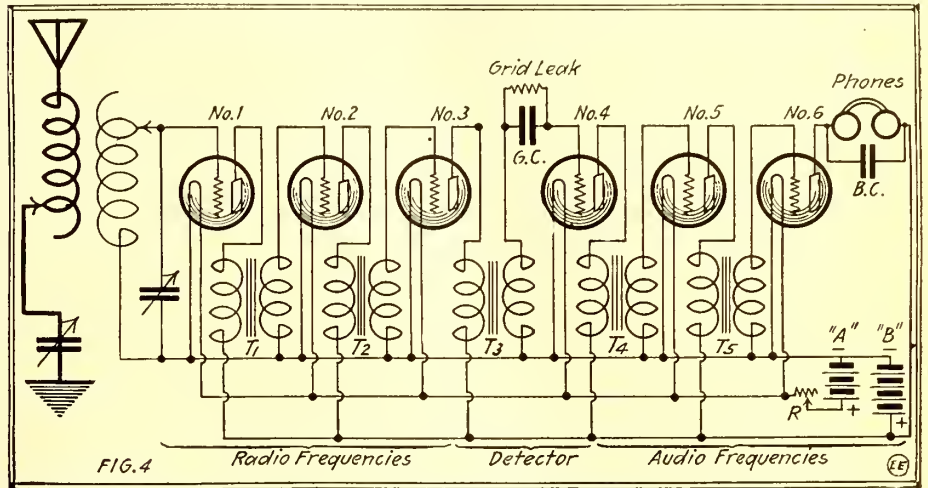 Grid Leak
Phones
No.1 No.2 No.3 No.4 No.5 No.6
G.C.
B.C.
T1 T2 T3 T4 T5
"A" "B"
- -
R + +
Radio Frequencies Detector Audio Frequencies
FIG.4
EE